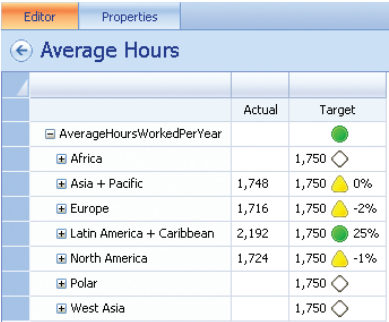 Editor Properties
Average Hours
Actual Target
AverageHoursWorkedPerYear
Africa 1,750
Asia + Pacific 1,748 1,750 0%
Europe 1,716 1,750 -2%
Latin America + Caribbean 2,192 1,750 25%
North America 1,724 1,750 -1%
Polar 1,750
West Asia 1,750